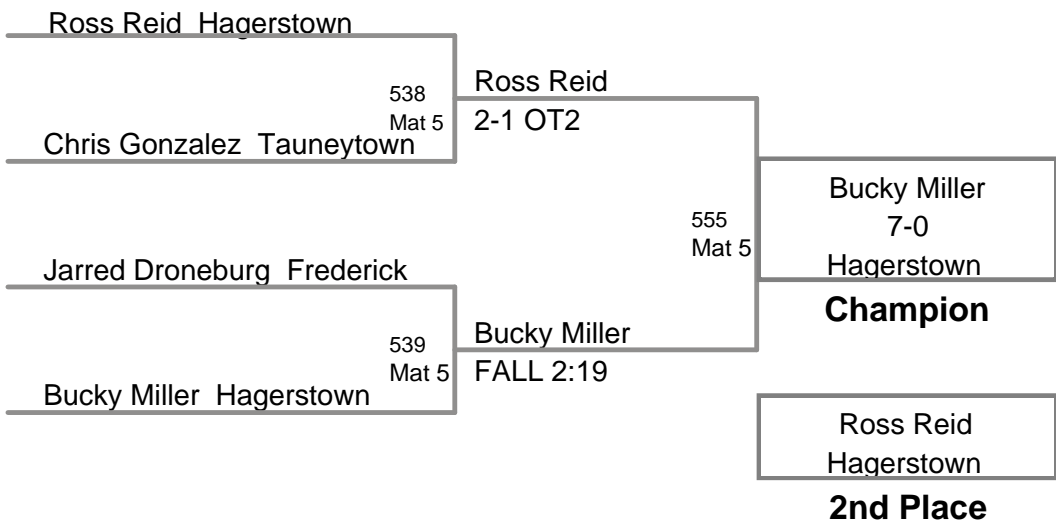 Ross Reid Hagerstown
538
Mat 5
Ross Reid
2-1 OT2
Chris Gonzalez Tauneytown
Jarred Droneburg Frederick
539
Mat 5
Bucky Miller
FALL 2:19
Bucky Miller Hagerstown
555
Mat 5
Bucky Miller
7-0
Hagerstown
Champion
Ross Reid
Hagerstown
2nd Place